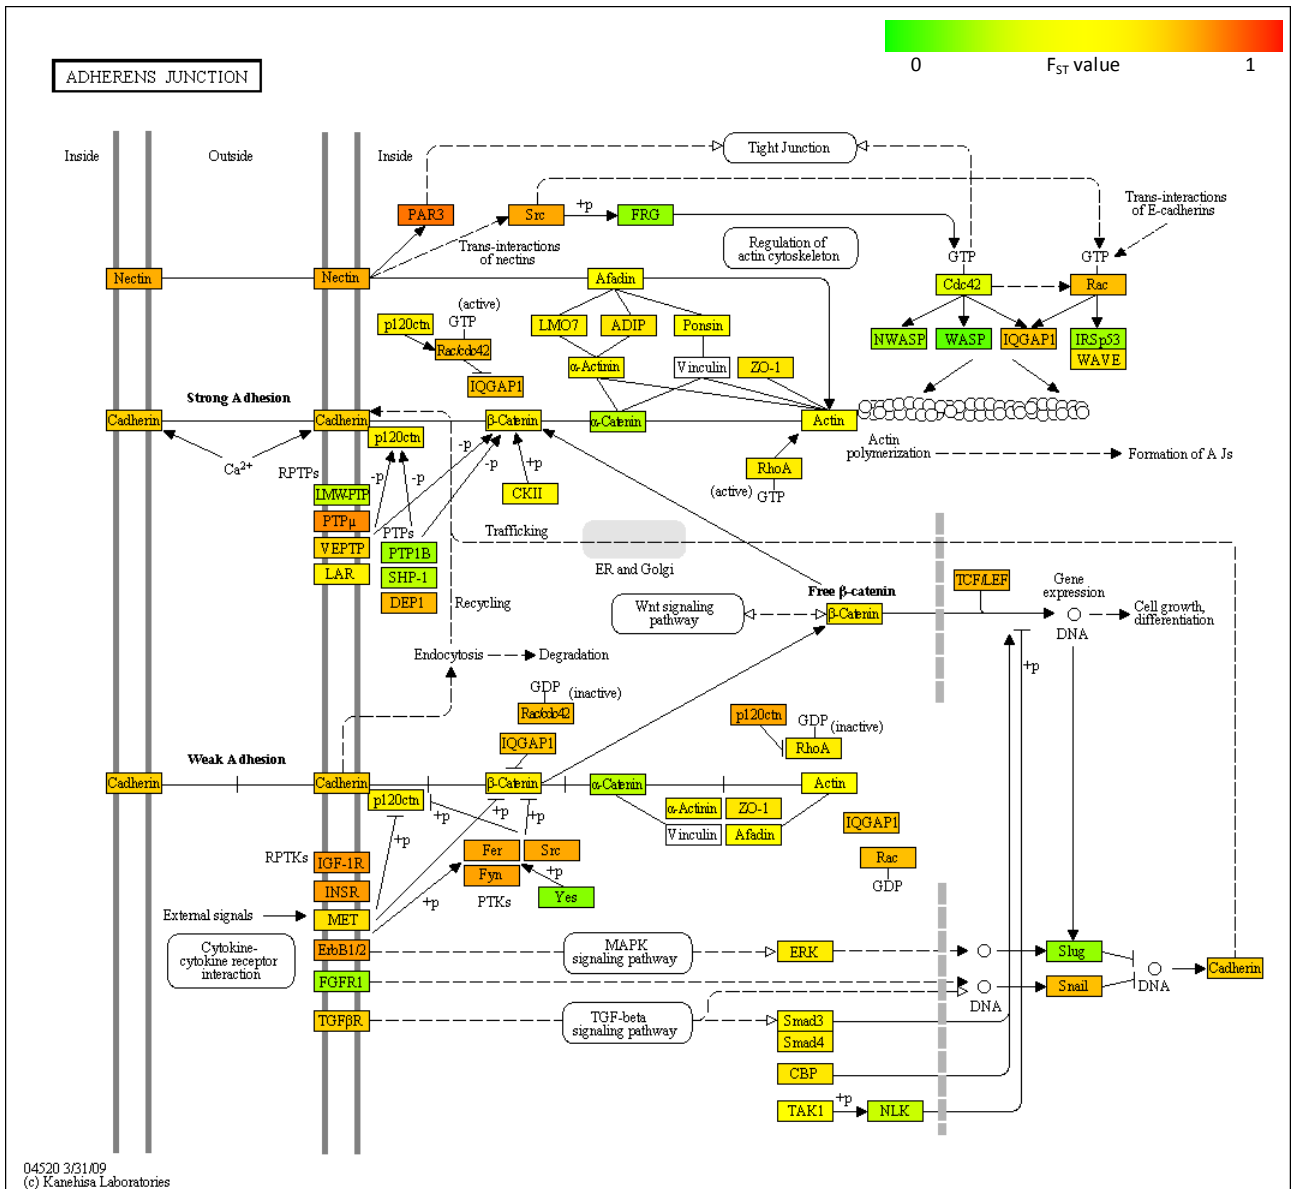 0
F_ST value
1
ADHERENS JUNCTION
Inside
Outside
Inside
Tight Junction
PAR3
Src
+p
FRG
Trans-interactions
of E-cadherins
Trans-interactions
of nectins
Regulation of
actin cytoskeleton
GTP
GTP
Nectin
Nectin
Afadin
Cdc42
Rac
(active)
GTP
p120ctn
Rac/cdc42
IQGAP1
LMO7
ADIP
Ponsin
NWASP
WASP
IQGAP1
IRSp53
WAVE
α-Actinin
Vinculin
ZO-1
Strong Adhesion
Cadherin
Cadherin
β-Catenin
α-Catenin
Actin
p120ctn
Ca2+
RPTPs
-p
-p
-p
-p
+p
CKII
RhoA
(active)
GTP
Actin
polymerization
Formation of AJs
LMW-PTP
PTPμ
VEPTP
LAR
PTPs
PTP1B
SHP-1
DEP1
Trafficking
ER and Golgi
Recycling
Free β-catenin
Wnt signaling
pathway
β-Catenin
TCF/LEF
Gene
expression
DNA
Cell growth,
differentiation
+p
Endocytosis
Degradation
GDP
(inactive)
Rac/cdc42
IQGAP1
p120ctn
GDP
(inactive)
RhoA
Weak Adhesion
Cadherin
Cadherin
β-Catenin
α-Catenin
Actin
p120ctn
+p
+p
+p
+p
α-Actinin
ZO-1
Vinculin
Afadin
IQGAP1
Rac
GDP
RPTKs
IGF-1R
INSR
MET
ErbB1/2
FGFR1
TGFβR
Fer
Src
Fyn
+p
PTKs
Yes
+p
External signals
Cytokine-
cytokine receptor
interaction
MAPK
signaling pathway
ERK
Slug
Snail
DNA
DNA
Cadherin
TGF-beta
signaling pathway
Smad3
Smad4
CBP
TAK1
+p
NLK
04520 3/31/09
(c) Kanehisa Laboratories